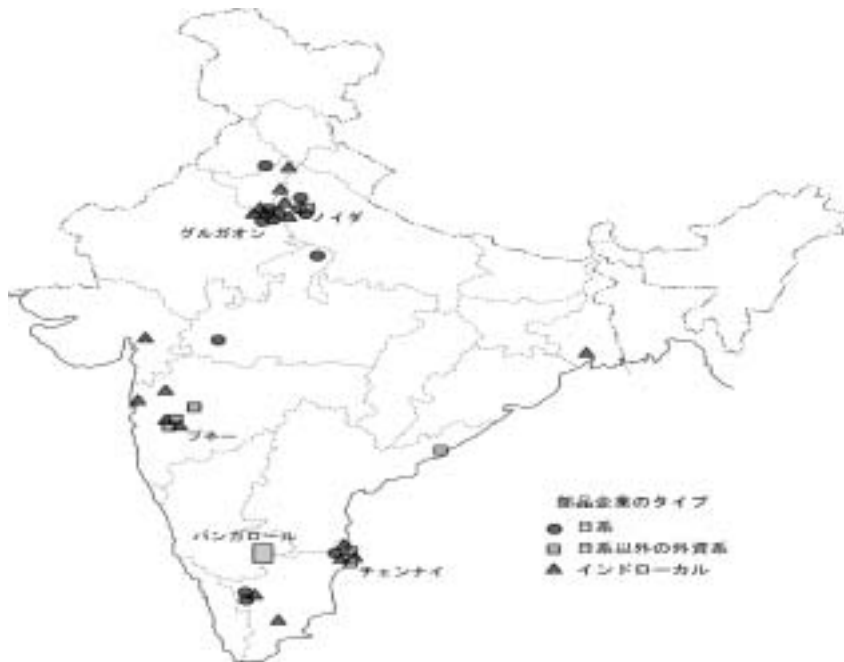 ノイダ
グルガオン
プネー
バンガロール
チェンナイ
部品企業のタイプ
日系
日系以外の外資系
インドローカル